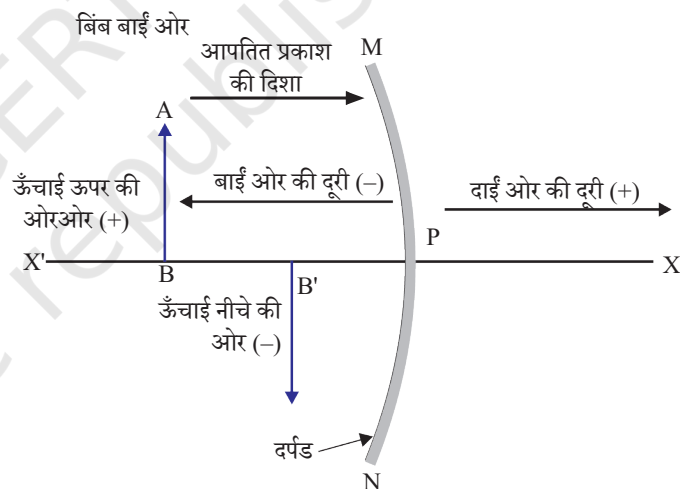 बिंब बाईं ओर
आपतित प्रकाश
की दिशा
M
A
ऊँचाई ऊपर की
ओरओर (+)
बाईं ओर की दूरी (–)
दाईं ओर की दूरी (+)
P
X'
B
B'
X
ऊँचाई नीचे की
ओर (–)
दर्पड
N